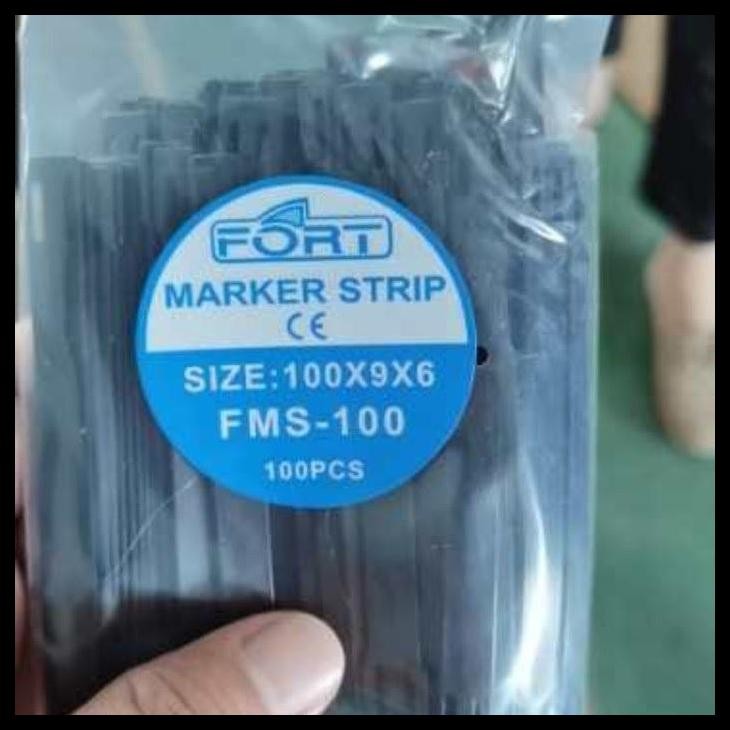 FORT
MARKER STRIP
CE
SIZE:100X9X6
FMS-100
100PCS